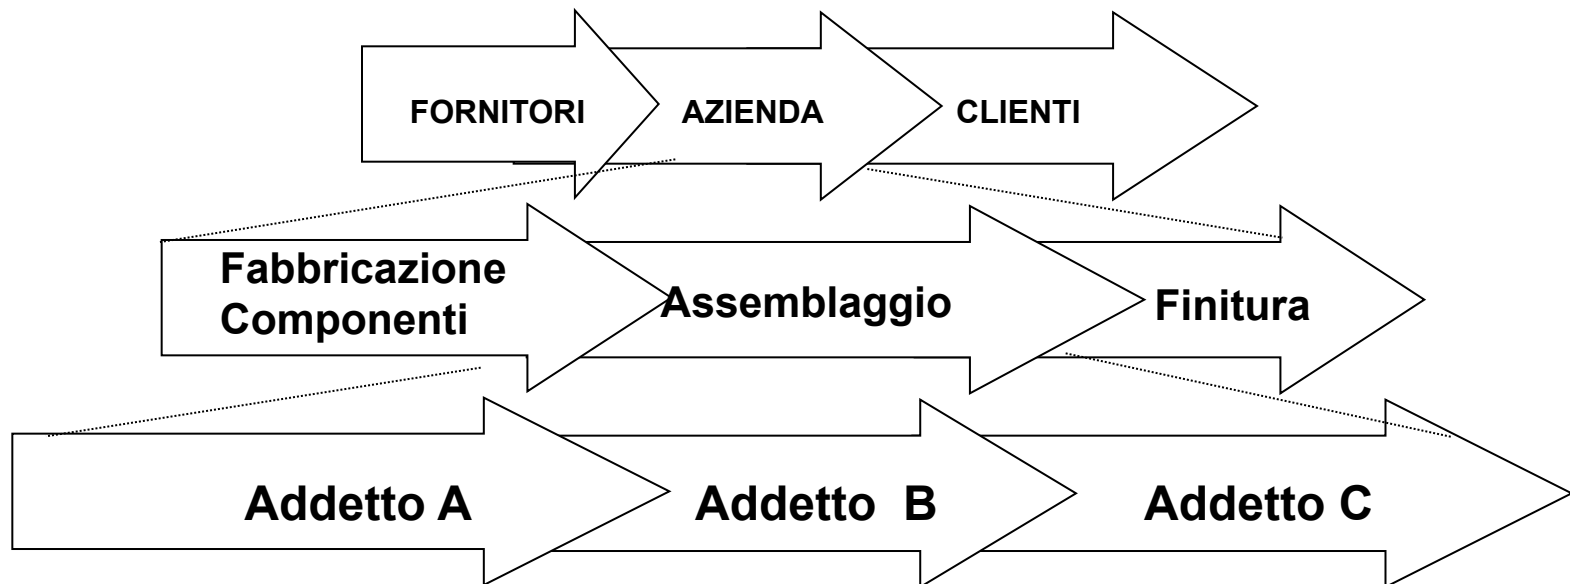 FORNITORI
AZIENDA
CLIENTI
Fabbricazione
Componenti
Assemblaggio
Finitura
Addetto A
Addetto B
Addetto C